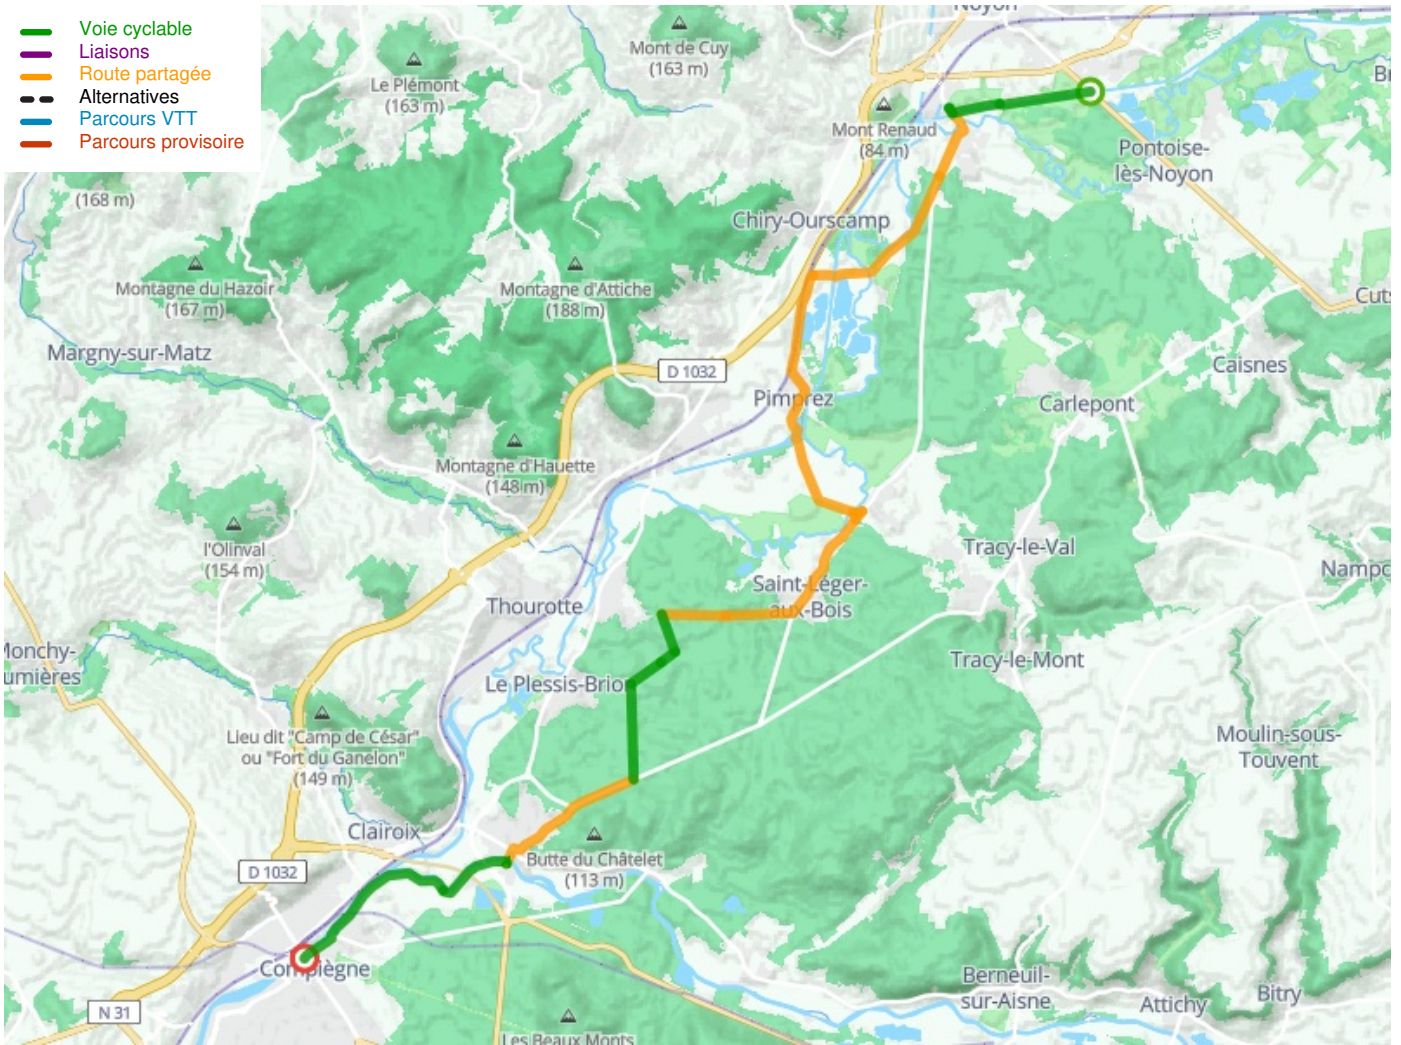 Voie cyclable
Liaisons
Route partagée
Alternatives
Parcours VTT
Parcours provisoire
Noyon
Mont de Cuy
(163 m)
Le Plémont
(163 m)
Mont Renaud
(84 m)
Pontoise-
lès-Noyon
(168 m)
Chiry-Ourscamp
Montagne du Hazoir
(167 m)
Montagne d'Attiche
(188 m)
Margny-sur-Matz
D 1032
Caisnes
Pimprez
Carlepont
Montagne d'Hauette
(148 m)
l'Olinval
(154 m)
Tracy-le-Val
Saint-Léger-
aux-Bois
Thourotte
Tracy-le-Mont
Le Plessis-Brion
Lieu dit "Camp de César"
ou "Fort du Ganelon"
(149 m)
Moulin-sous-
Touvent
Clairoix
Butte du Châtelet
(113 m)
D 1032
Compiègne
Berneuil-
sur-Aisne
Attichy
Bitry
N 31
Les Beaux Monts